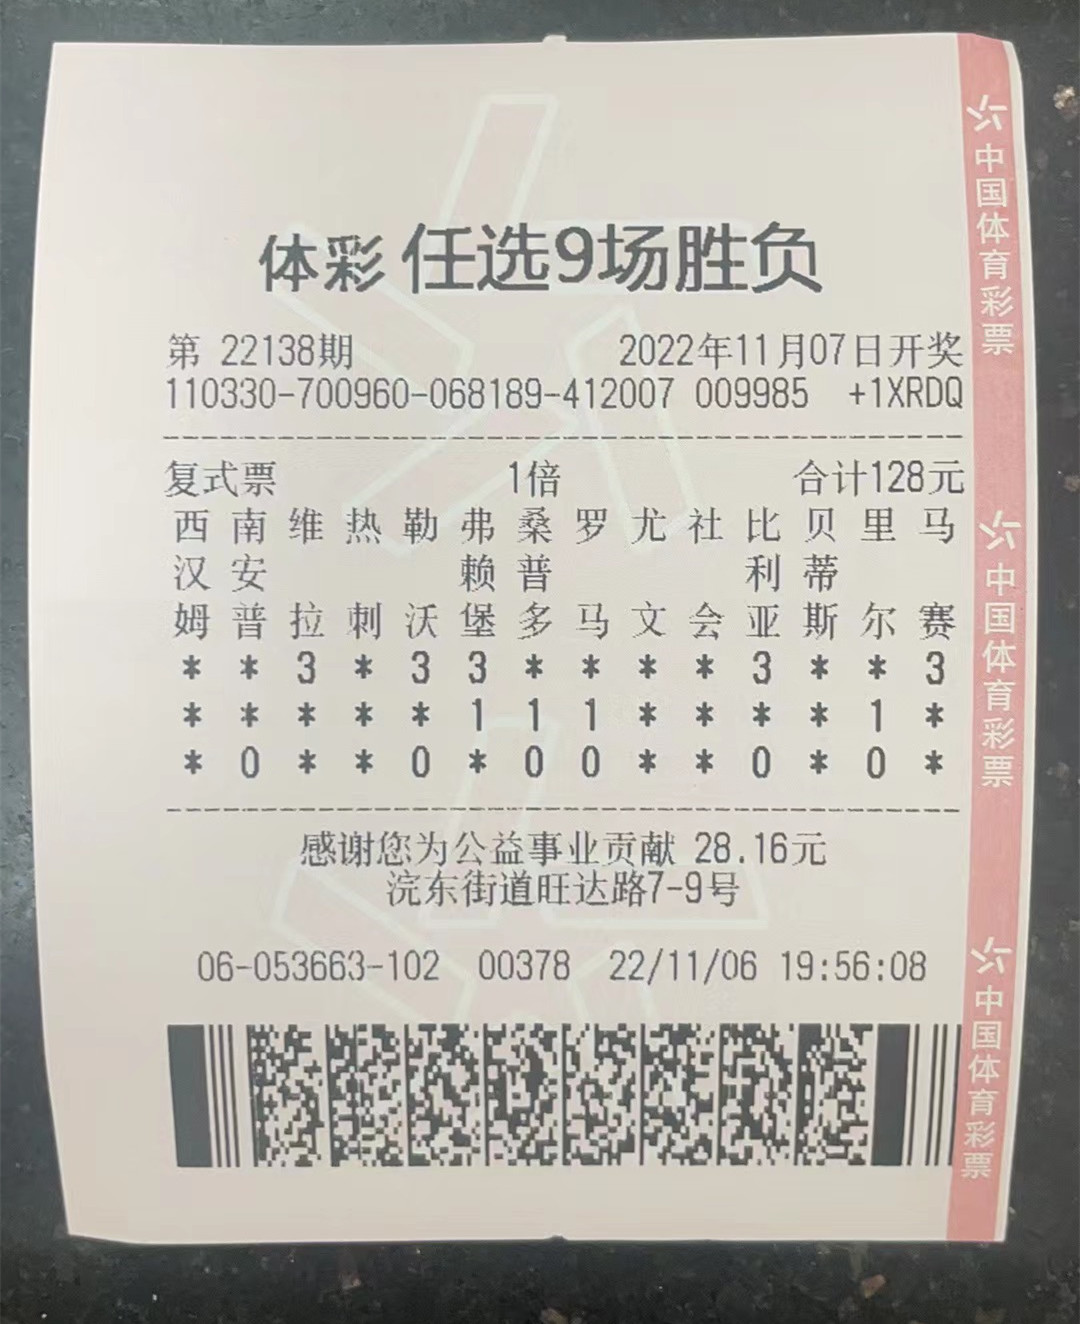 体彩 任选9场胜负
第 22138期 2022年11月07日开奖
110330-700960-068189-412007 009985 +1XRDQ
复式票 1倍 合计128元
西 南 维 热 勒 弗 桑 罗 尤 社 比 贝 里 马
汉 安 赖 普 利 蒂
姆 普 拉 刺 沃 堡 多 马 文 会 亚 斯 尔 赛
* * 3 * 3 3 * * * * 3 * * 3
* * * * * 1 1 1 * * * * 1 *
* 0 * * 0 * 0 0 * * 0 * 0 *
感谢您为公益事业贡献 28.16元
浣东街道旺达路7-9号
06-053663-102 00378 22/11/06 19:56:08
中国体育彩票
中国体育彩票
中国体育彩票